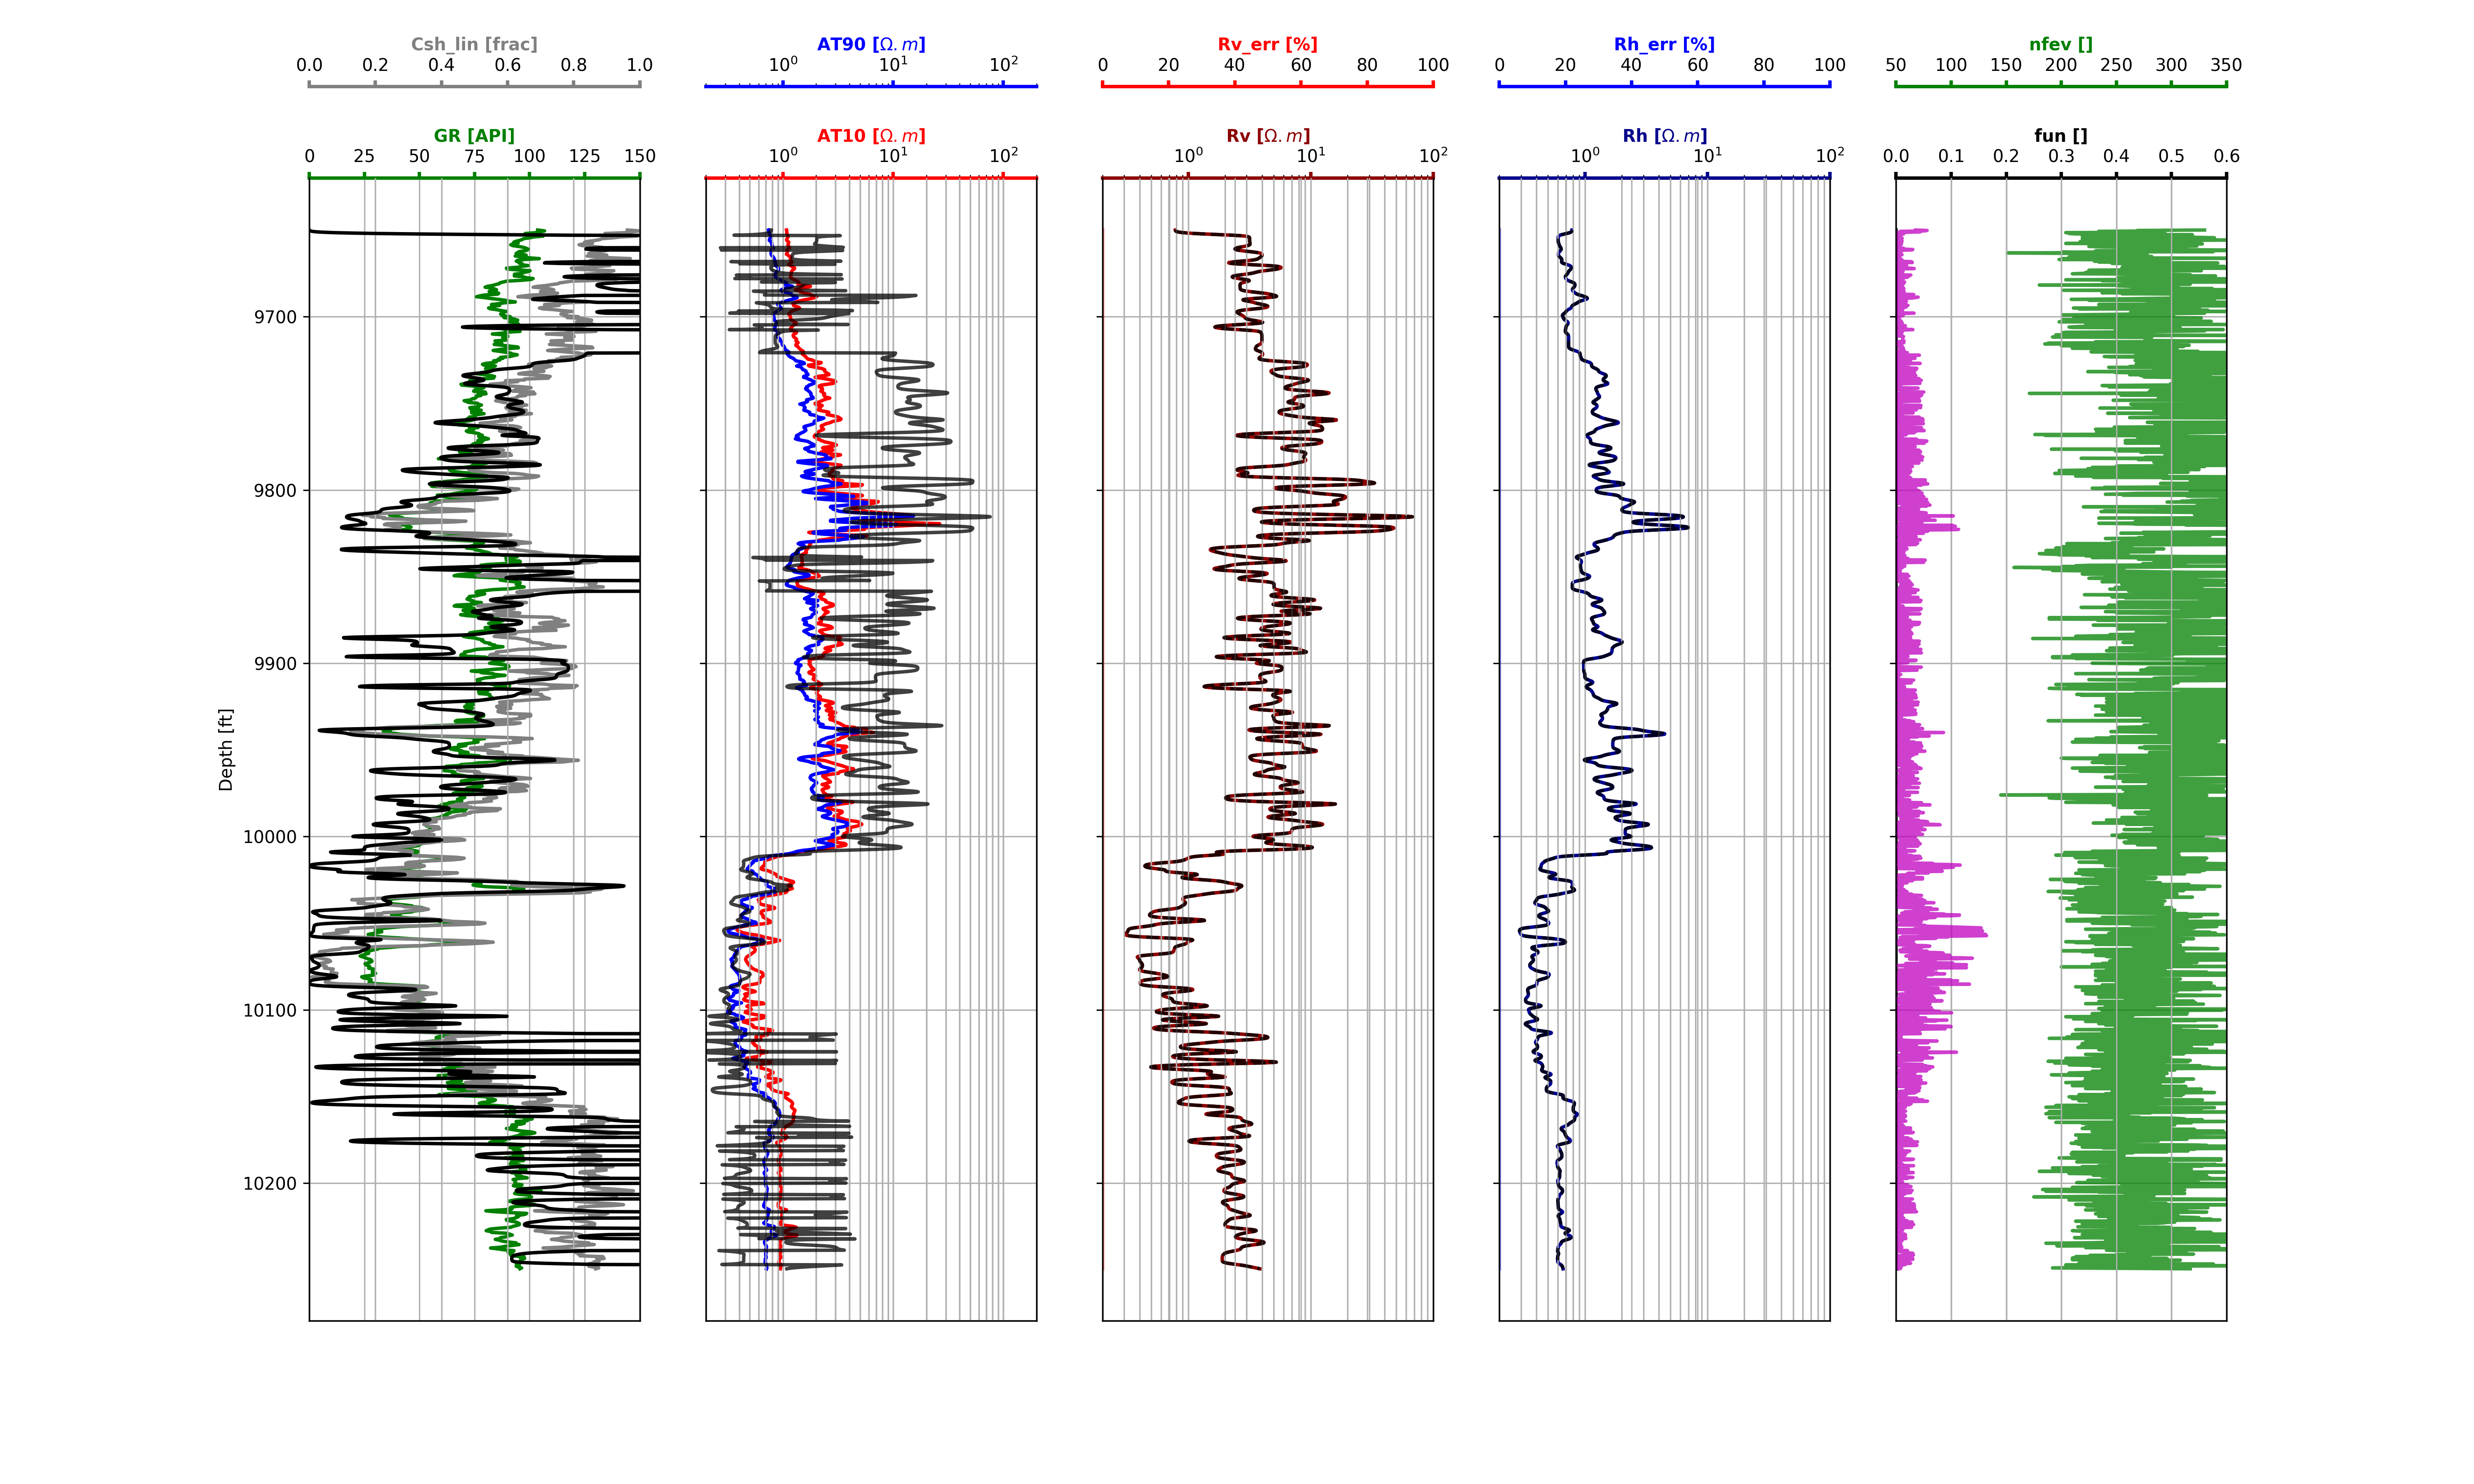 Csh_lin [frac] AT90 [Ω.m] Rv_err [%] Rh_err [%] nfev []
0.0 0.2 0.4 0.6 0.8 1.0 10⁰ 10¹ 10² 0 20 40 60 80 100 0 20 40 60 80 100 50 100 150 200 250 300 350
GR [API] AT10 [Ω.m] Rv [Ω.m] Rh [Ω.m] fun []
0 25 50 75 100 125 150 10⁰ 10¹ 10² 10⁰ 10¹ 10² 10⁰ 10¹ 10² 0.0 0.1 0.2 0.3 0.4 0.5 0.6
9700
9800
9900
Depth [ft]
10000
10100
10200